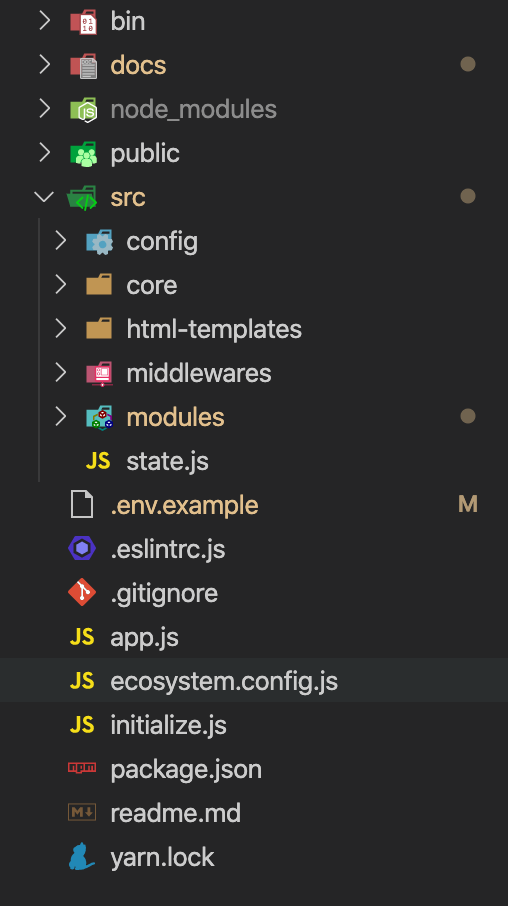 bin
docs
node_modules
public
src
config
core
html-templates
middlewares
modules
JS state.js
.env.example M
.eslintrc.js
.gitignore
JS app.js
JS ecosystem.config.js
JS initialize.js
package.json
readme.md
yarn.lock